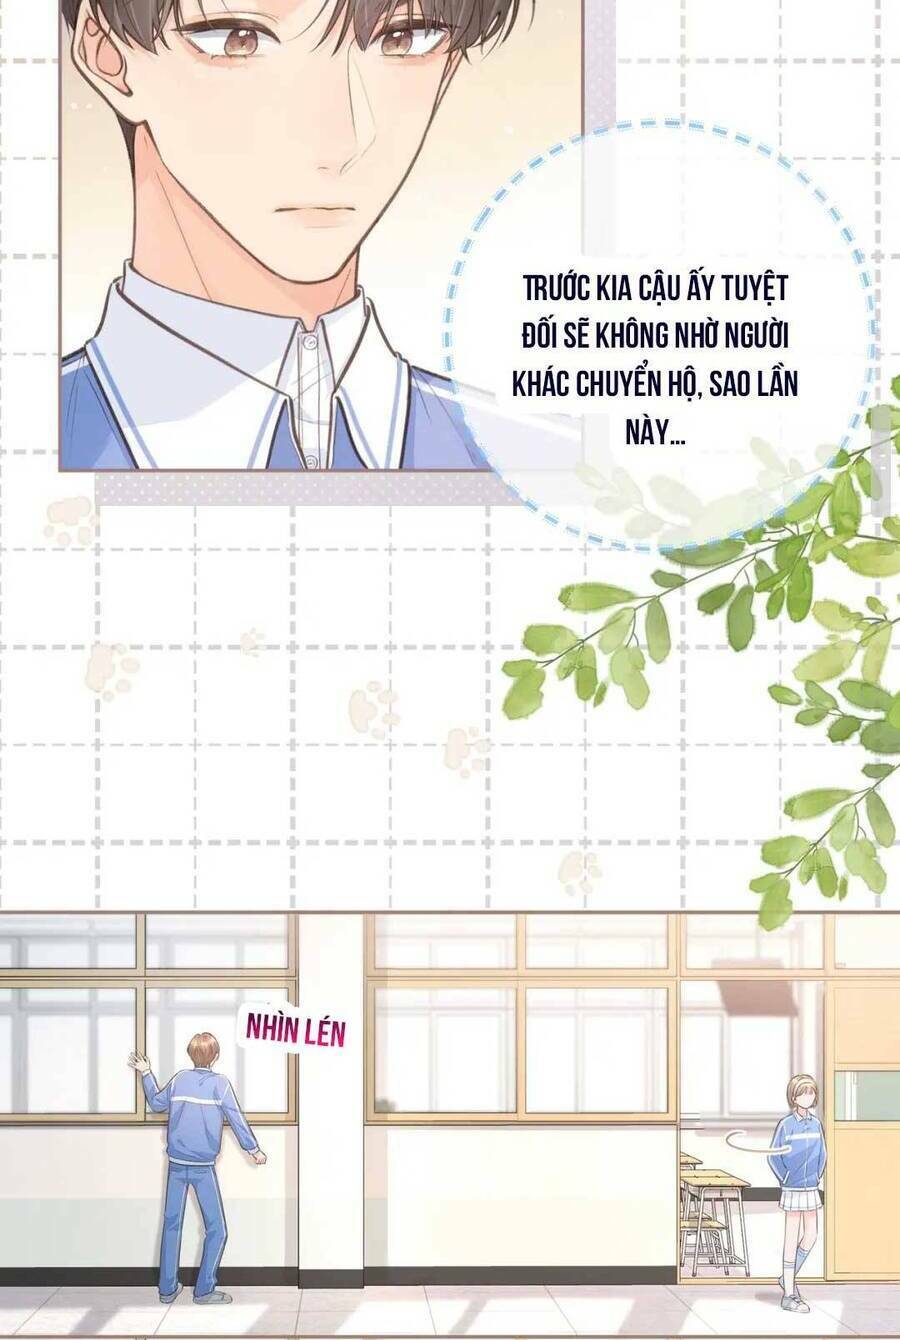 TRƯỚC KIA CẬU ẤY TUYỆT
ĐỐI SẼ KHÔNG NHỜ NGƯỜI
KHÁC CHUYỂN HỘ, SAO LẦN
NÀY...
NHÌN LÉN